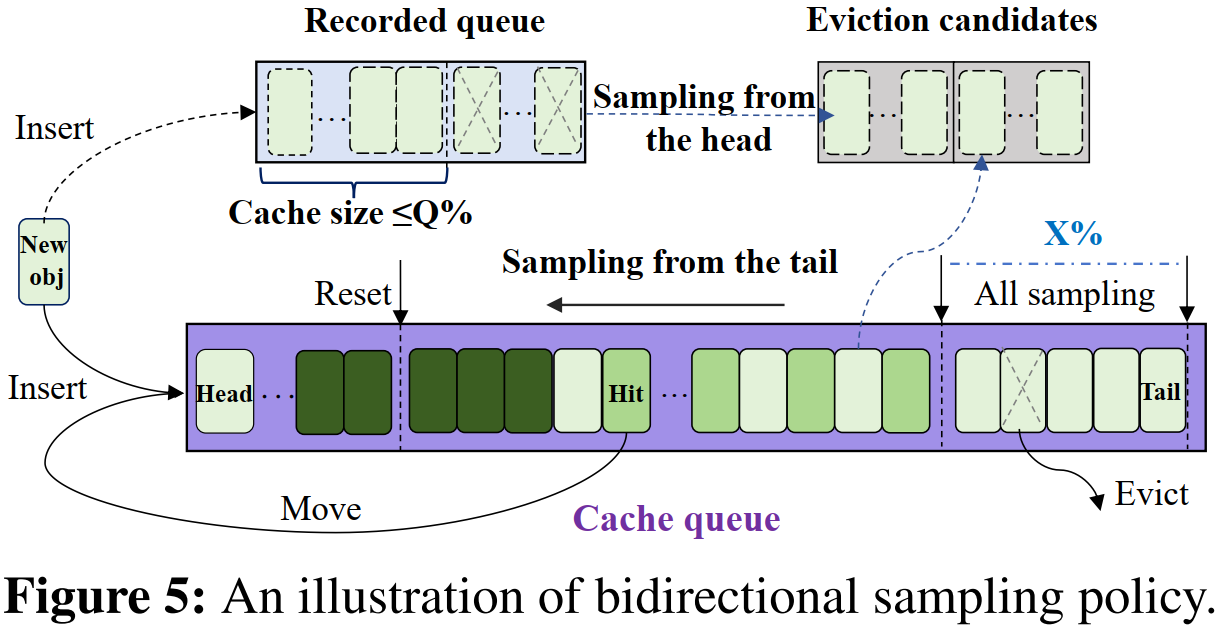 Recorded queue
Eviction candidates
Insert
...
...
Sampling from
the head
...
...
Cache size ≤Q%
New
obj
X%
Sampling from the tail
Reset
All sampling
Insert
Head
...
Hit
...
Tail
Move
Cache queue
Evict
Figure 5: An illustration of bidirectional sampling policy.